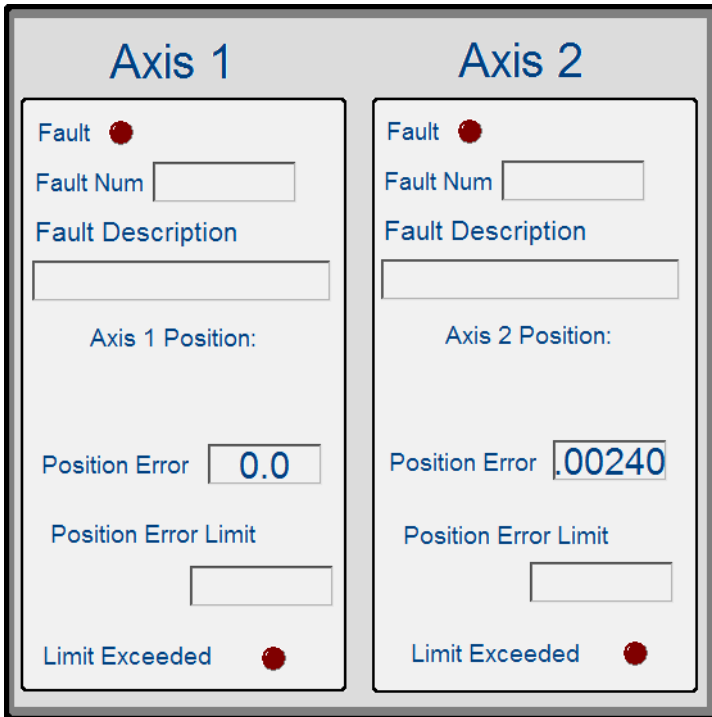 Axis 1
Fault
Fault Num
Fault Description
Axis 1 Position:
Position Error 0.0
Position Error Limit
Limit Exceeded
Axis 2
Fault
Fault Num
Fault Description
Axis 2 Position:
Position Error .00240
Position Error Limit
Limit Exceeded